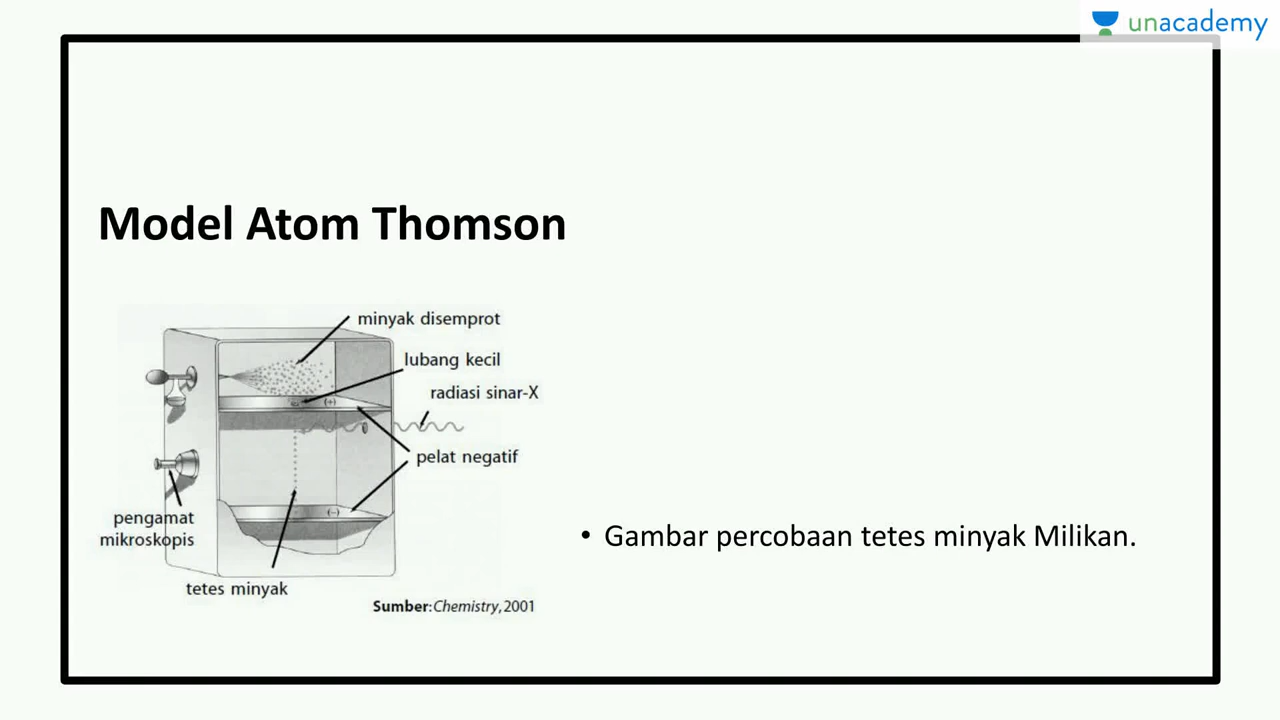 unacademy
Model Atom Thomson
minyak disemprot
lubang kecil
radiasi sinar-X
(+)
pelat negatif
(−)
pengamat
mikroskopis
tetes minyak
Sumber: Chemistry, 2001
• Gambar percobaan tetes minyak Milikan.